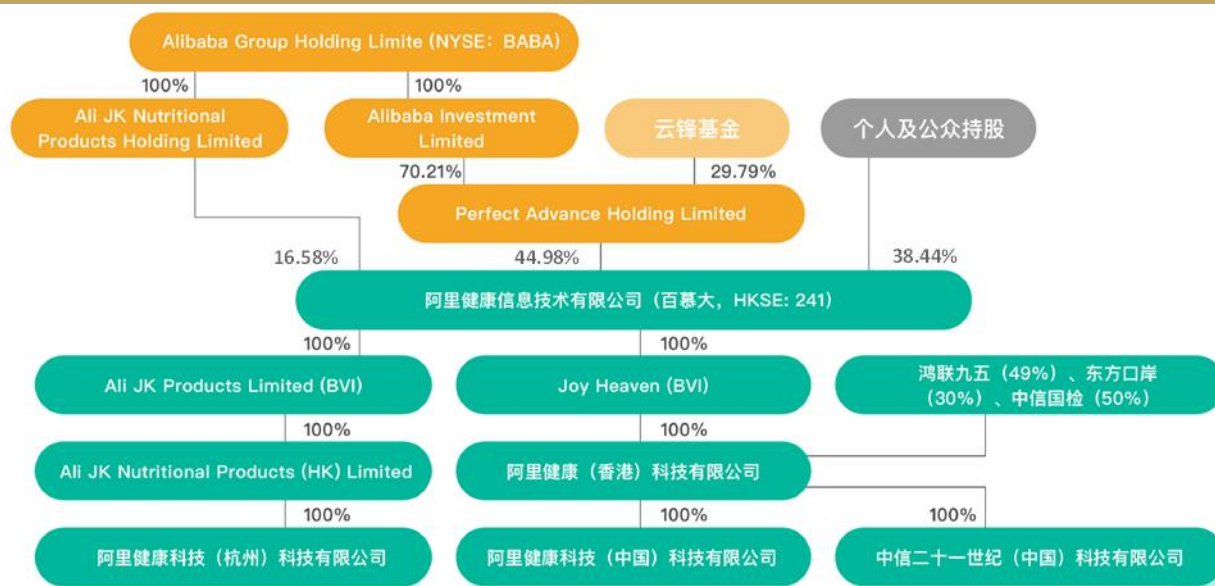 Alibaba Group Holding Limite (NYSE：BABA)
100%
100%
Ali JK Nutritional
Products Holding Limited
Alibaba Investment
Limited
云锋基金
个人及公众持股
70.21%
29.79%
Perfect Advance Holding Limited
16.58%
44.98%
38.44%
阿里健康信息技术有限公司（百慕大，HKSE: 241）
100%
100%
Ali JK Products Limited (BVI)
Joy Heaven (BVI)
鸿联九五（49%）、东方口岸
（30%）、中信国检（50%）
100%
100%
Ali JK Nutritional Products (HK) Limited
阿里健康（香港）科技有限公司
100%
100%
100%
阿里健康科技（杭州）科技有限公司
阿里健康科技（中国）科技有限公司
中信二十一世纪（中国）科技有限公司